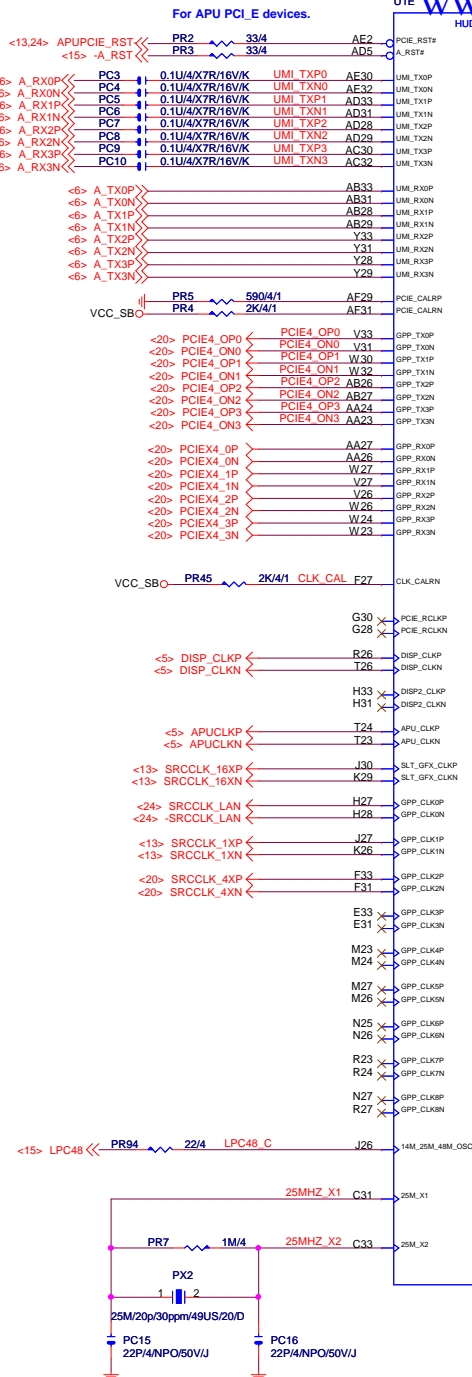 For APU PCI_E devices.
U1E
WW
HUD
<13,24> APUPCIE_RST PR2 33/4 AE2 PCIE_RST#
<15> -A_RST PR3 33/4 AD5 A_RST#
6> A_RX0P PC3 0.1U/4/X7R/16V/K UMI_TXP0 AE30 UMI_TX0P
6> A_RX0N PC4 0.1U/4/X7R/16V/K UMI_TXN0 AE32 UMI_TX0N
6> A_RX1P PC5 0.1U/4/X7R/16V/K UMI_TXP1 AD33 UMI_TX1P
6> A_RX1N PC6 0.1U/4/X7R/16V/K UMI_TXN1 AD31 UMI_TX1N
6> A_RX2P PC7 0.1U/4/X7R/16V/K UMI_TXP2 AD28 UMI_TX2P
6> A_RX2N PC8 0.1U/4/X7R/16V/K UMI_TXN2 AD29 UMI_TX2N
6> A_RX3P PC9 0.1U/4/X7R/16V/K UMI_TXP3 AC30 UMI_TX3P
6> A_RX3N PC10 0.1U/4/X7R/16V/K UMI_TXN3 AC32 UMI_TX3N
<6> A_TX0P AB33 UMI_RX0P
<6> A_TX0N AB31 UMI_RX0N
<6> A_TX1P AB28 UMI_RX1P
<6> A_TX1N AB29 UMI_RX1N
<6> A_TX2P Y33 UMI_RX2P
<6> A_TX2N Y31 UMI_RX2N
<6> A_TX3P Y28 UMI_RX3P
<6> A_TX3N Y29 UMI_RX3N
PR5 590/4/1 AF29 PCIE_CALRP
VCC_SB PR4 2K/4/1 AF31 PCIE_CALRN
<20> PCIE4_OP0 PCIE4_OP0 V33 GPP_TX0P
<20> PCIE4_ON0 PCIE4_ON0 V31 GPP_TX0N
<20> PCIE4_OP1 PCIE4_OP1 W30 GPP_TX1P
<20> PCIE4_ON1 PCIE4_ON1 W32 GPP_TX1N
<20> PCIE4_OP2 PCIE4_OP2 AB26 GPP_TX2P
<20> PCIE4_ON2 PCIE4_ON2 AB27 GPP_TX2N
<20> PCIE4_OP3 PCIE4_OP3 AA24 GPP_TX3P
<20> PCIE4_ON3 PCIE4_ON3 AA23 GPP_TX3N
<20> PCIEX4_0P AA27 GPP_RX0P
<20> PCIEX4_0N AA26 GPP_RX0N
<20> PCIEX4_1P W27 GPP_RX1P
<20> PCIEX4_1N V27 GPP_RX1N
<20> PCIEX4_2P V26 GPP_RX2P
<20> PCIEX4_2N W26 GPP_RX2N
<20> PCIEX4_3P W24 GPP_RX3P
<20> PCIEX4_3N W23 GPP_RX3N
VCC_SB PR45 2K/4/1 CLK_CAL F27 CLK_CALRN
G30 PCIE_RCLKP
G28 PCIE_RCLKN
<5> DISP_CLKP R26 DISP_CLKP
<5> DISP_CLKN T26 DISP_CLKN
H33 DISP2_CLKP
H31 DISP2_CLKN
<5> APUCLKP T24 APU_CLKP
<5> APUCLKN T23 APU_CLKN
<13> SRCCLK_16XP J30 SLT_GFX_CLKP
<13> SRCCLK_16XN K29 SLT_GFX_CLKN
<24> SRCCLK_LAN H27 GPP_CLK0P
<24> -SRCCLK_LAN H28 GPP_CLK0N
<13> SRCCLK_1XP J27 GPP_CLK1P
<13> SRCCLK_1XN K26 GPP_CLK1N
<20> SRCCLK_4XP F33 GPP_CLK2P
<20> SRCCLK_4XN F31 GPP_CLK2N
E33 GPP_CLK3P
E31 GPP_CLK3N
M23 GPP_CLK4P
M24 GPP_CLK4N
M27 GPP_CLK5P
M26 GPP_CLK5N
N25 GPP_CLK6P
N26 GPP_CLK6N
R23 GPP_CLK7P
R24 GPP_CLK7N
N27 GPP_CLK8P
R27 GPP_CLK8N
<15> LPC48 PR94 22/4 LPC48_C J26 14M_25M_48M_OSC
25MHZ_X1 C31 25M_X1
PR7 1M/4 25MHZ_X2 C33 25M_X2
PX2
1 2
25M/20p/30ppm/49US/20/D
PC15 PC16
22P/4/NPO/50V/J 22P/4/NPO/50V/J